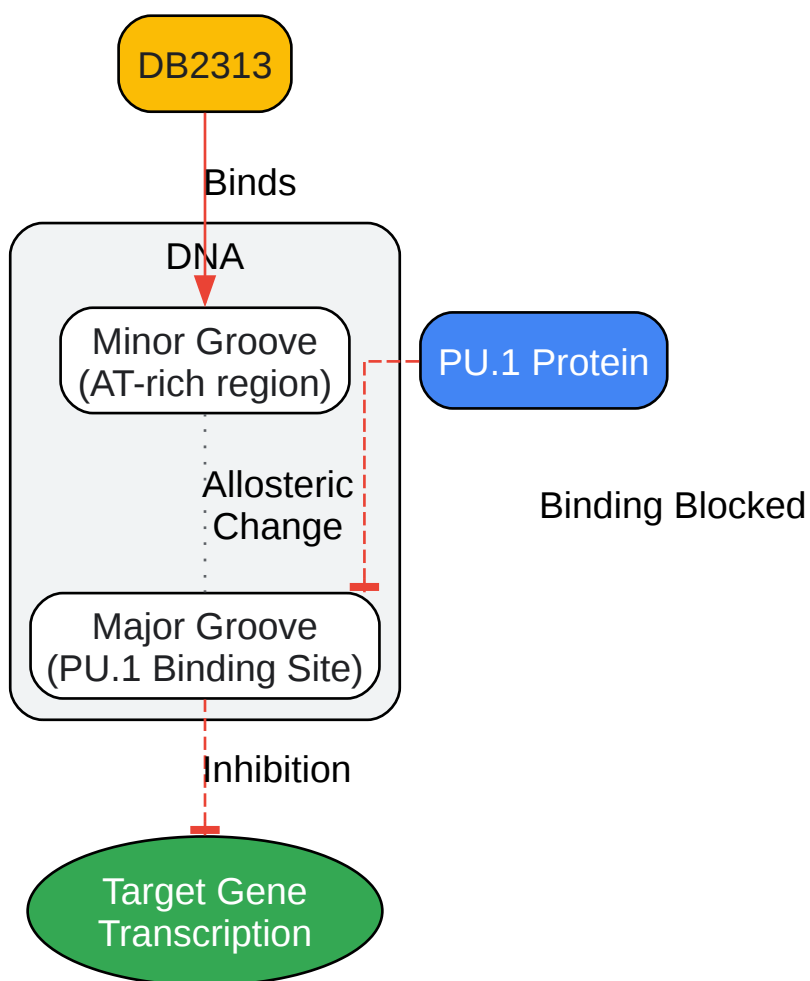 DB2313
Binds
DNA
Minor Groove
(AT-rich region)
PU.1 Protein
Allosteric
Change
Binding Blocked
Major Groove
(PU.1 Binding Site)
Inhibition
Target Gene
Transcription